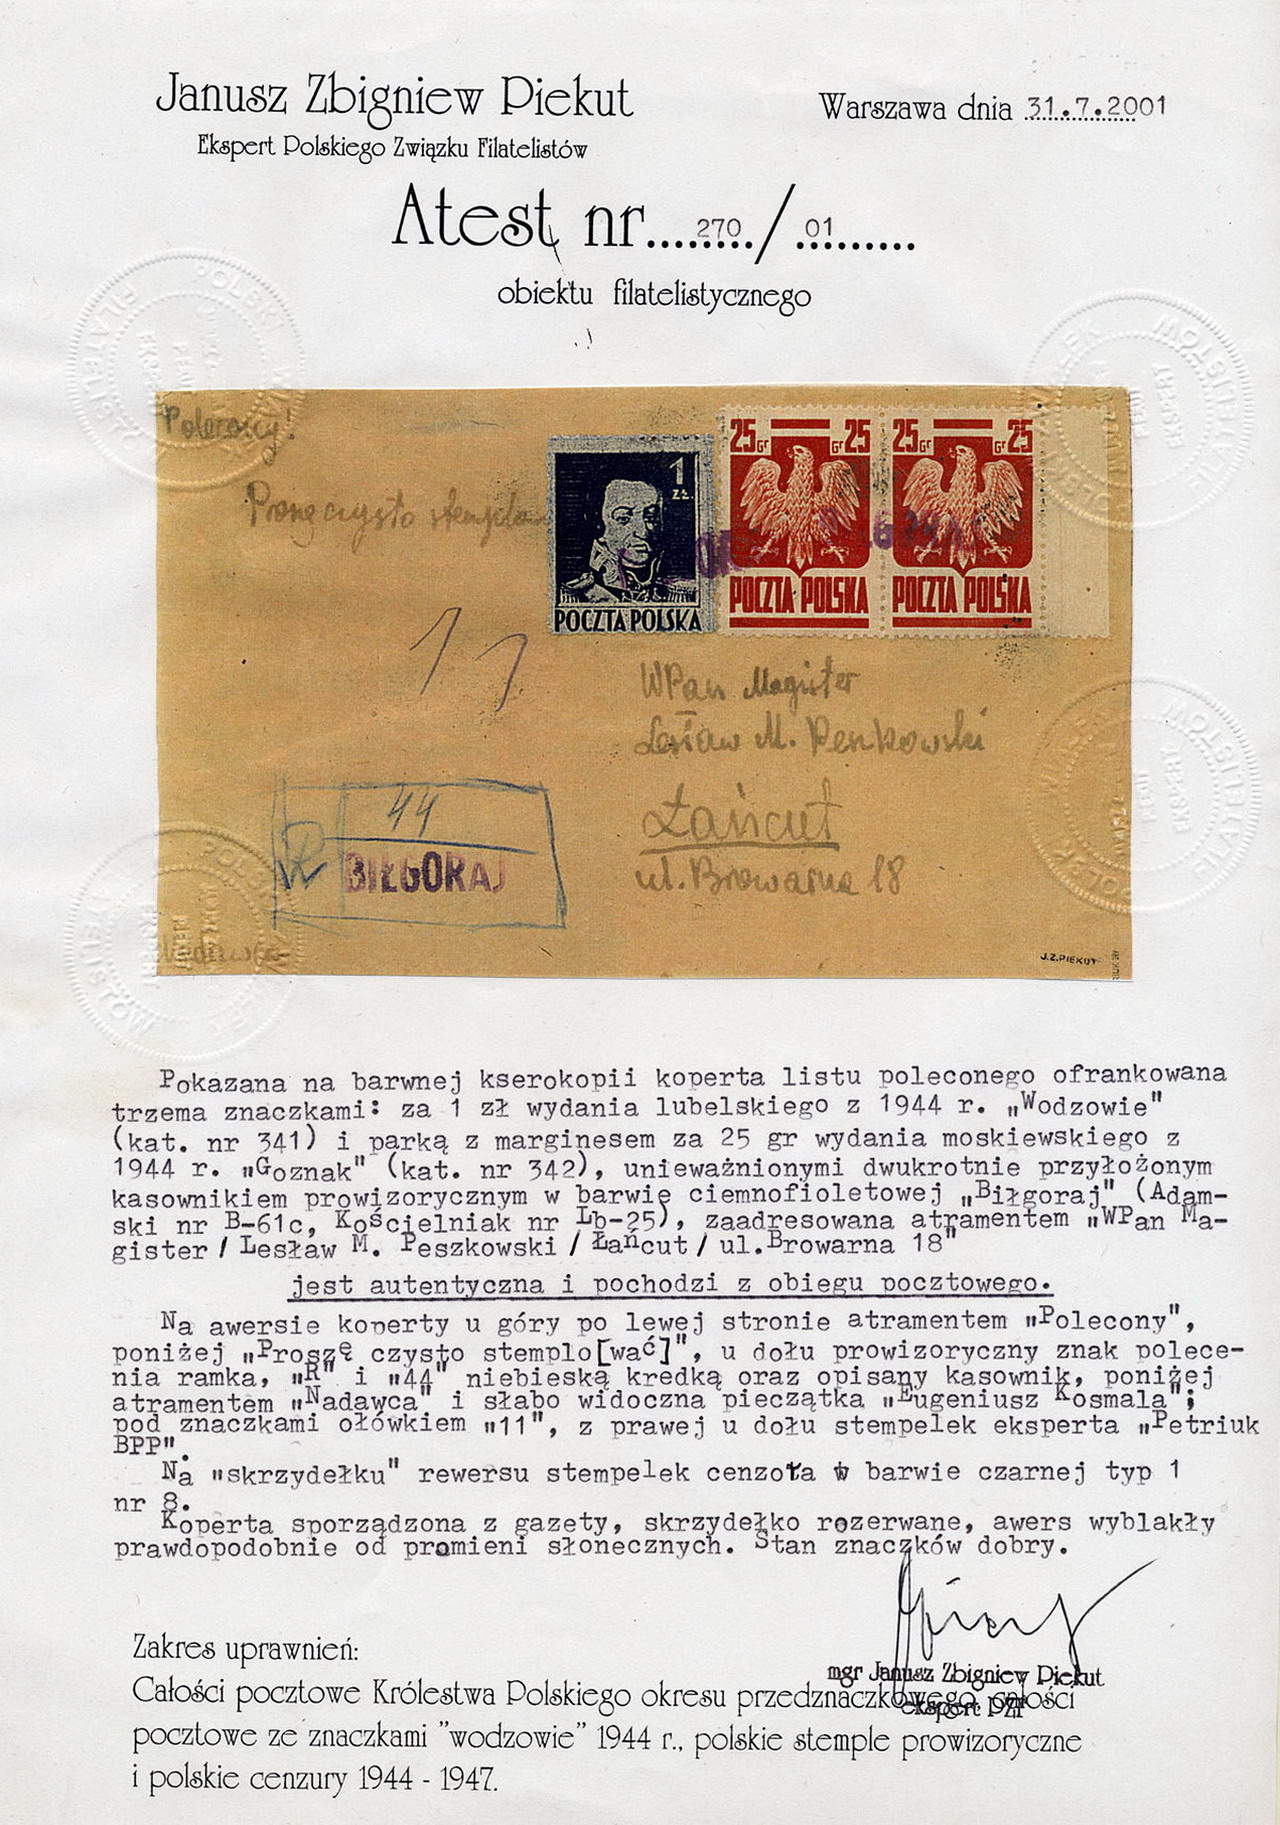 Janusz Zbigniew Piekut
Ekspert Polskiego Związku Filatelistów
Warszawa dnia 31.7.2001
Atest nr....270./.01.........
obiektu filatelistycznego
Polecony!
Proszę czysto stemplo
1 ZŁ.
POCZTA POLSKA
25 Gr Gr 25
POCZTA POLSKA
25 Gr Gr 25
POCZTA POLSKA
11
WPan Magister
Lesław M. Peszkowski
Łańcut
ul. Browarna 18
44
R
BIŁGORAJ
Nadawca
J.Z.PIEKUT
Pokazana na barwnej kserokopii koperta listu poleconego ofrankowana
trzema znaczkami: za 1 zł wydania lubelskiego z 1944 r. „Wodzowie"
(kat. nr 341) i parką z marginesem za 25 gr wydania moskiewskiego z
1944 r. „Goznak" (kat. nr 342), unieważnionymi dwukrotnie przyłożonym
kasownikiem prowizorycznym w barwie ciemnofioletowej „Biłgoraj" (Adam-
ski nr B-61c, Kościelniak nr Lb-25), zaadresowana atramentem „WPan Ma-
gister / Lesław M. Peszkowski / Łańcut / ul.Browarna 18"
jest autentyczna i pochodzi z obiegu pocztowego.
Na awersie koperty u góry po lewej stronie atramentem „Polecony",
poniżej „Proszę czysto stemplo[wać]", u dołu prowizoryczny znak polece-
nia ramka, „R" i „44" niebieską kredką oraz opisany kasownik, poniżej
atramentem „Nadawca" i słabo widoczna pieczątka „Eugeniusz Kosmala";
pod znaczkami ołówkiem „11", z prawej u dołu stempelek eksperta „Petriuk
BPP".
Na „skrzydełku" rewersu stempelek cenzora w barwie czarnej typ 1
nr 8.
Koperta sporządzona z gazety, skrzydełko rozerwane, awers wyblakły
prawdopodobnie od promieni słonecznych. Stan znaczków dobry.
mgr Janusz Zbigniew Piekut
ekspert PZF
Zakres uprawnień:
Całości pocztowe Królestwa Polskiego okresu przedznaczkowego, całości
pocztowe ze znaczkami "wodzowie" 1944 r., polskie stemple prowizoryczne
i polskie cenzury 1944 - 1947.